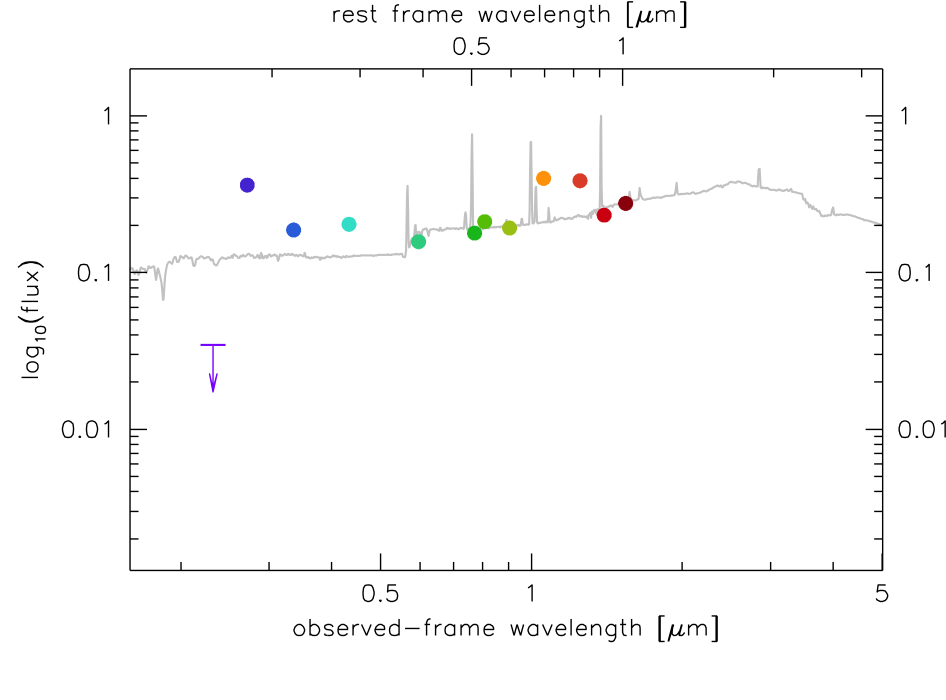 rest frame wavelength [μm]
0.5 1
1 1
0.1 0.1
log₁₀(flux)
0.01 0.01
0.5 1 5
observed-frame wavelength [μm]